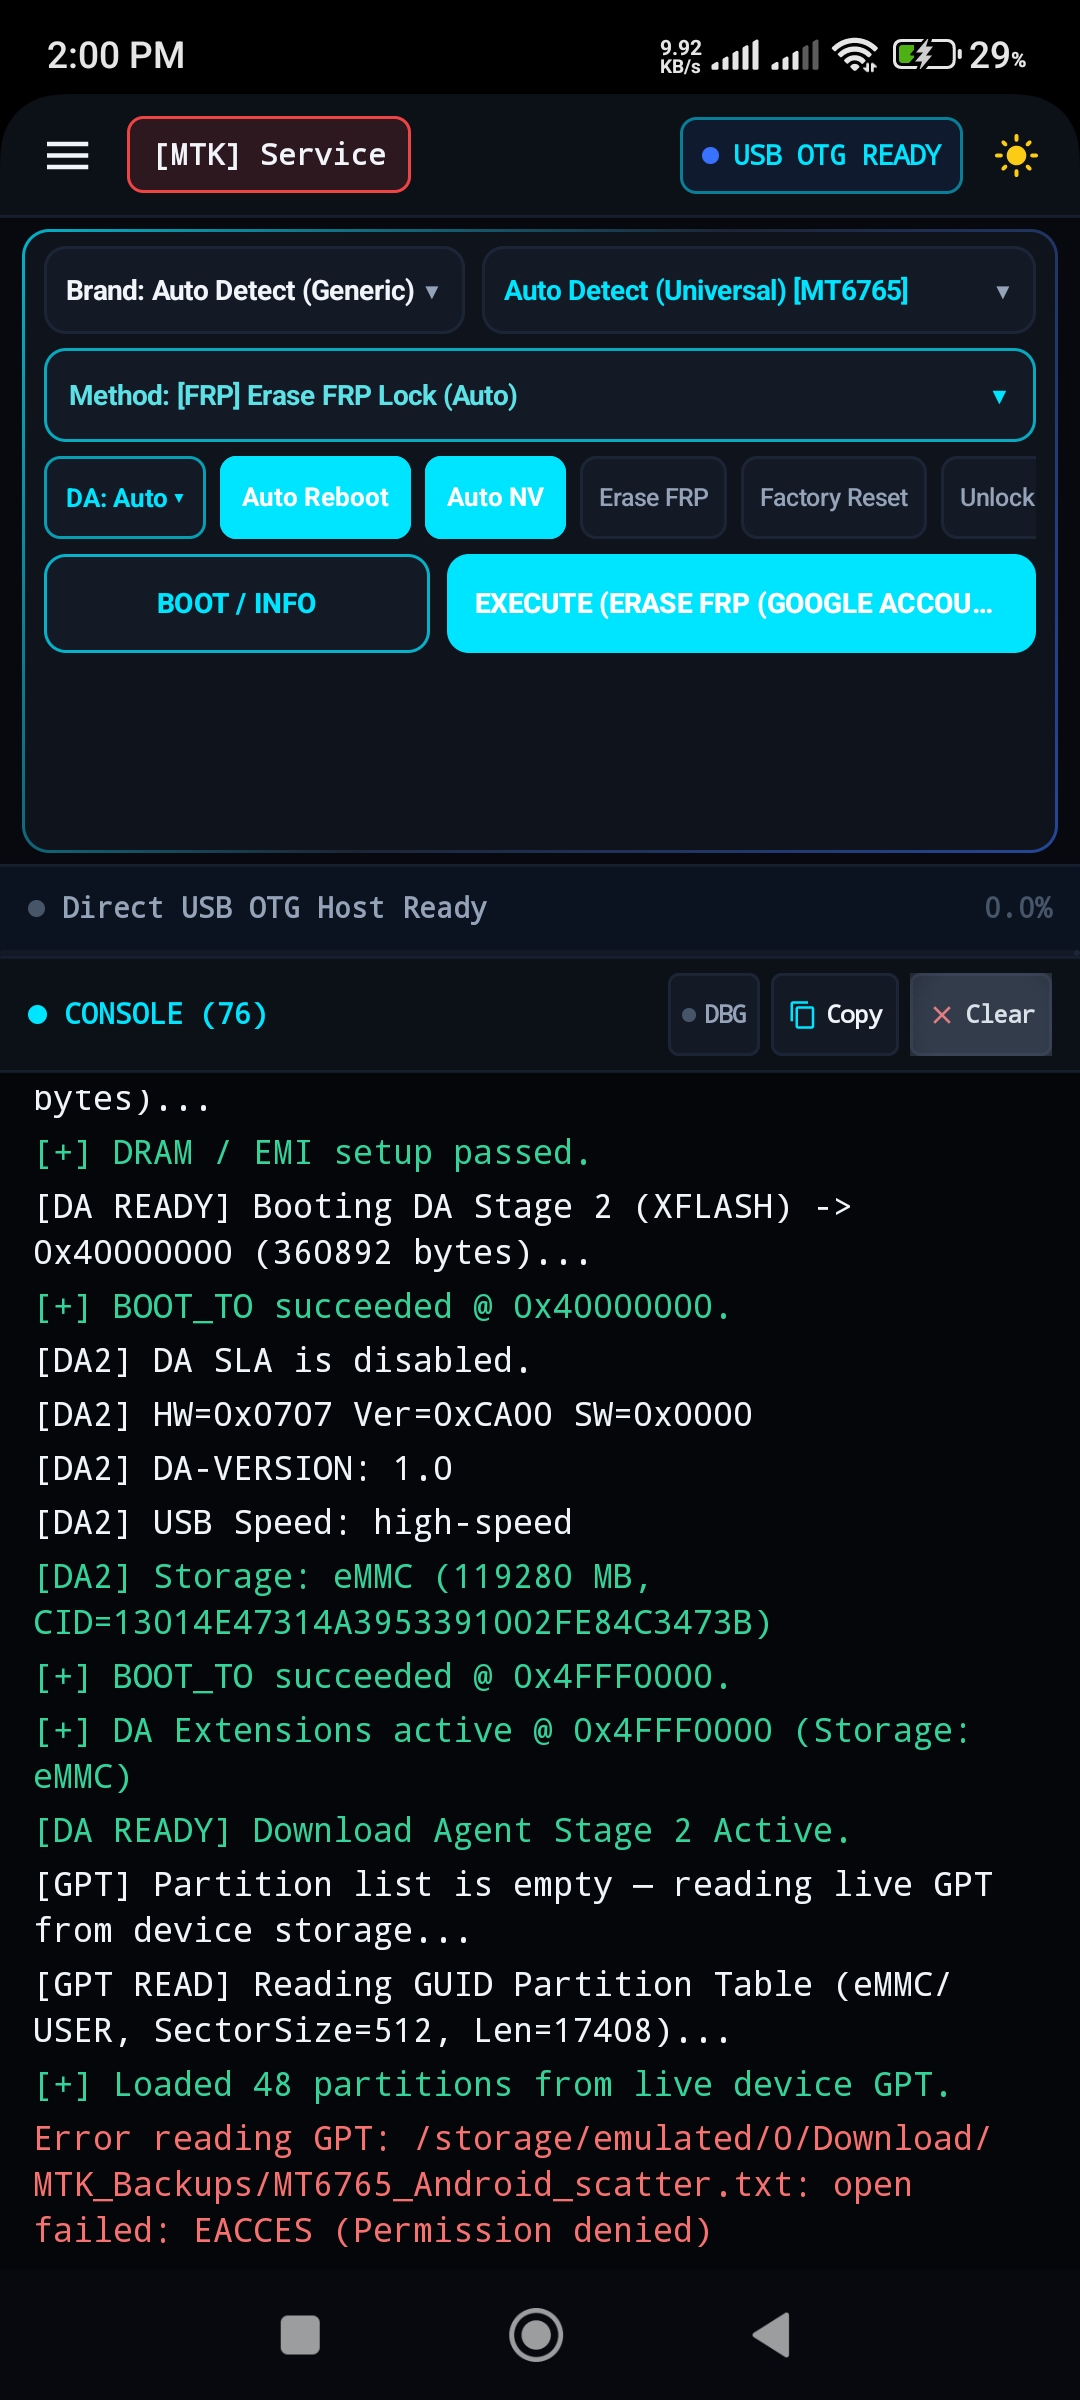 2:00 PM
9.92
KB/s
29%
[MTK] Service
USB OTG READY
Brand: Auto Detect (Generic) ▼
Auto Detect (Universal) [MT6765] ▼
Method: [FRP] Erase FRP Lock (Auto) ▼
DA: Auto ▾
Auto Reboot
Auto NV
Erase FRP
Factory Reset
Unlock
BOOT / INFO
EXECUTE (ERASE FRP (GOOGLE ACCOU...
Direct USB OTG Host Ready
0.0%
CONSOLE (76)
DBG
Copy
✕ Clear
bytes)...
[+] DRAM / EMI setup passed.
[DA READY] Booting DA Stage 2 (XFLASH) ->
0x40000000 (360892 bytes)...
[+] BOOT_TO succeeded @ 0x40000000.
[DA2] DA SLA is disabled.
[DA2] HW=0x0707 Ver=0xCA00 SW=0x0000
[DA2] DA-VERSION: 1.0
[DA2] USB Speed: high-speed
[DA2] Storage: eMMC (119280 MB,
CID=13014E47314A3953391002FE84C3473B)
[+] BOOT_TO succeeded @ 0x4FFF0000.
[+] DA Extensions active @ 0x4FFF0000 (Storage:
eMMC)
[DA READY] Download Agent Stage 2 Active.
[GPT] Partition list is empty — reading live GPT
from device storage...
[GPT READ] Reading GUID Partition Table (eMMC/
USER, SectorSize=512, Len=17408)...
[+] Loaded 48 partitions from live device GPT.
Error reading GPT: /storage/emulated/0/Download/
MTK_Backups/MT6765_Android_scatter.txt: open
failed: EACCES (Permission denied)